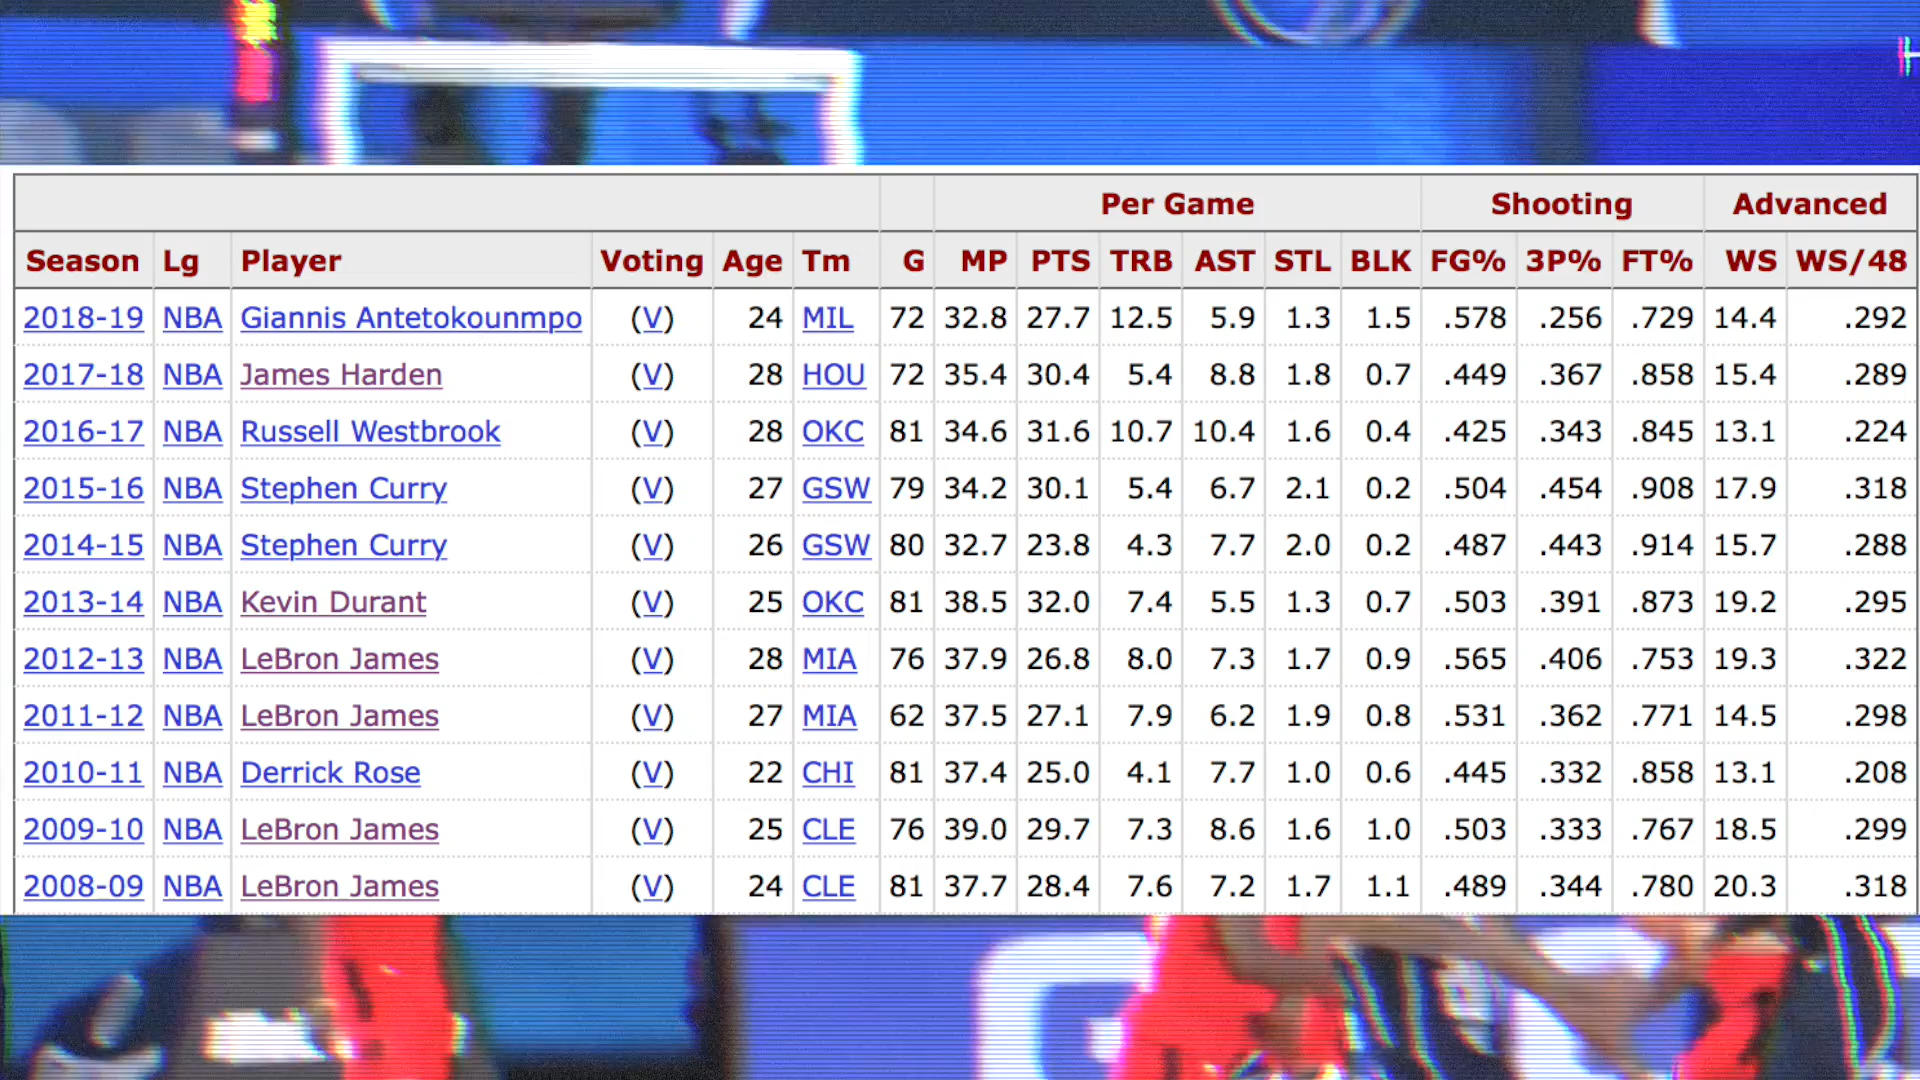 Per Game Shooting Advanced
Season Lg Player Voting Age Tm G MP PTS TRB AST STL BLK FG% 3P% FT% WS WS/48
2018-19 NBA Giannis Antetokounmpo (V) 24 MIL 72 32.8 27.7 12.5 5.9 1.3 1.5 .578 .256 .729 14.4 .292
2017-18 NBA James Harden (V) 28 HOU 72 35.4 30.4 5.4 8.8 1.8 0.7 .449 .367 .858 15.4 .289
2016-17 NBA Russell Westbrook (V) 28 OKC 81 34.6 31.6 10.7 10.4 1.6 0.4 .425 .343 .845 13.1 .224
2015-16 NBA Stephen Curry (V) 27 GSW 79 34.2 30.1 5.4 6.7 2.1 0.2 .504 .454 .908 17.9 .318
2014-15 NBA Stephen Curry (V) 26 GSW 80 32.7 23.8 4.3 7.7 2.0 0.2 .487 .443 .914 15.7 .288
2013-14 NBA Kevin Durant (V) 25 OKC 81 38.5 32.0 7.4 5.5 1.3 0.7 .503 .391 .873 19.2 .295
2012-13 NBA LeBron James (V) 28 MIA 76 37.9 26.8 8.0 7.3 1.7 0.9 .565 .406 .753 19.3 .322
2011-12 NBA LeBron James (V) 27 MIA 62 37.5 27.1 7.9 6.2 1.9 0.8 .531 .362 .771 14.5 .298
2010-11 NBA Derrick Rose (V) 22 CHI 81 37.4 25.0 4.1 7.7 1.0 0.6 .445 .332 .858 13.1 .208
2009-10 NBA LeBron James (V) 25 CLE 76 39.0 29.7 7.3 8.6 1.6 1.0 .503 .333 .767 18.5 .299
2008-09 NBA LeBron James (V) 24 CLE 81 37.7 28.4 7.6 7.2 1.7 1.1 .489 .344 .780 20.3 .318